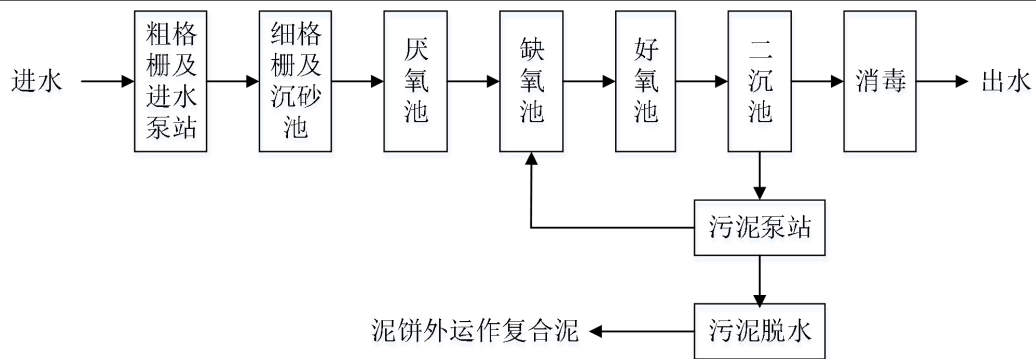 进水
粗格
栅及
进水
泵站
细格
栅及
沉砂
池
厌
氧
池
缺
氧
池
好
氧
池
二
沉
池
消毒
出水
污泥泵站
泥饼外运作复合泥
污泥脱水